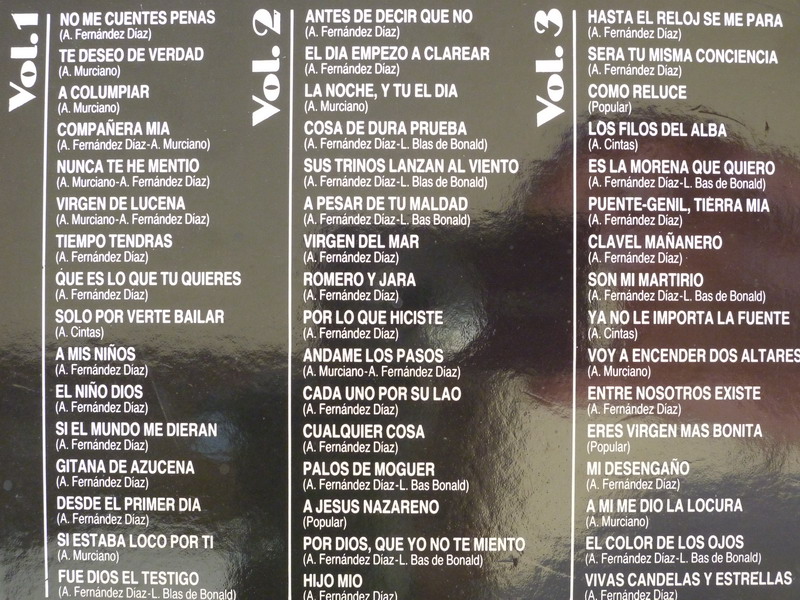 Vol.1
NO ME CUENTES PENAS
(A. Fernández Díaz)
TE DESEO DE VERDAD
(A. Murciano)
A COLUMPIAR
(A. Murciano)
COMPAÑERA MIA
(A. Fernández Díaz-A. Murciano)
NUNCA TE HE MENTIO
(A. Murciano-A. Fernández Díaz)
VIRGEN DE LUCENA
(A. Murciano-A. Fernández Díaz)
TIEMPO TENDRAS
(A. Fernández Díaz)
QUE ES LO QUE TU QUIERES
(A. Fernández Díaz)
SOLO POR VERTE BAILAR
(A. Cintas)
A MIS NIÑOS
(A. Fernández Díaz)
EL NIÑO DIOS
(A. Fernández Díaz)
SI EL MUNDO ME DIERAN
(A. Fernández Díaz)
GITANA DE AZUCENA
(A. Fernández Díaz)
DESDE EL PRIMER DIA
(A. Fernández Díaz)
SI ESTABA LOCO POR TI
(A. Murciano)
FUE DIOS EL TESTIGO
(A. Fernández Díaz-L. Blas de Bonald)
Vol. 2
ANTES DE DECIR QUE NO
(A. Fernández Díaz)
EL DIA EMPEZO A CLAREAR
(A. Fernández Díaz)
LA NOCHE, Y TU EL DIA
(A. Murciano)
COSA DE DURA PRUEBA
(A. Fernández Díaz-L. Blas de Bonald)
SUS TRINOS LANZAN AL VIENTO
(A. Fernández Díaz-L. Blas de Bonald)
A PESAR DE TU MALDAD
(A. Fernández Díaz-L. Bas Bonald)
VIRGEN DEL MAR
(A. Fernández Díaz)
ROMERO Y JARA
(A. Fernández Díaz)
POR LO QUE HICISTE
(A. Fernández Díaz)
ANDAME LOS PASOS
(A. Murciano-A. Fernández Díaz)
CADA UNO POR SU LAO
(A. Fernández Díaz)
CUALQUIER COSA
(A. Fernández Díaz)
PALOS DE MOGUER
(A. Fernández Díaz-L. Bas Bonald)
A JESUS NAZARENO
(Popular)
POR DIOS, QUE YO NO TE MIENTO
(A. Fernández Díaz-L. Bas de Bonald)
HIJO MIO
(A. Fernández Díaz)
Vol. 3
HASTA EL RELOJ SE ME PARA
(A. Fernández Díaz)
SERA TU MISMA CONCIENCIA
(A. Fernández Díaz)
COMO RELUCE
(Popular)
LOS FILOS DEL ALBA
(A. Cintas)
ES LA MORENA QUE QUIERO
(A. Fernández Díaz-L. Bas de Bonald)
PUENTE-GENIL, TIERRA MIA
(A. Fernández Díaz)
CLAVEL MAÑANERO
(A. Fernández Díaz)
SON MI MARTIRIO
(A. Fernández Díaz-L. Bas de Bonald)
YA NO LE IMPORTA LA FUENTE
(A. Cintas)
VOY A ENCENDER DOS ALTARES
(A. Murciano)
ENTRE NOSOTROS EXISTE
(A. Fernández Díaz)
ERES VIRGEN MAS BONITA
(Popular)
MI DESENGAÑO
(A. Fernández Díaz)
A MI ME DIO LA LOCURA
(A. Murciano)
EL COLOR DE LOS OJOS
(A. Fernández Díaz-L. Bas de Bonald)
VIVAS CANDELAS Y ESTRELLAS
(A. Fernández Díaz-L. Bas de Bonald)